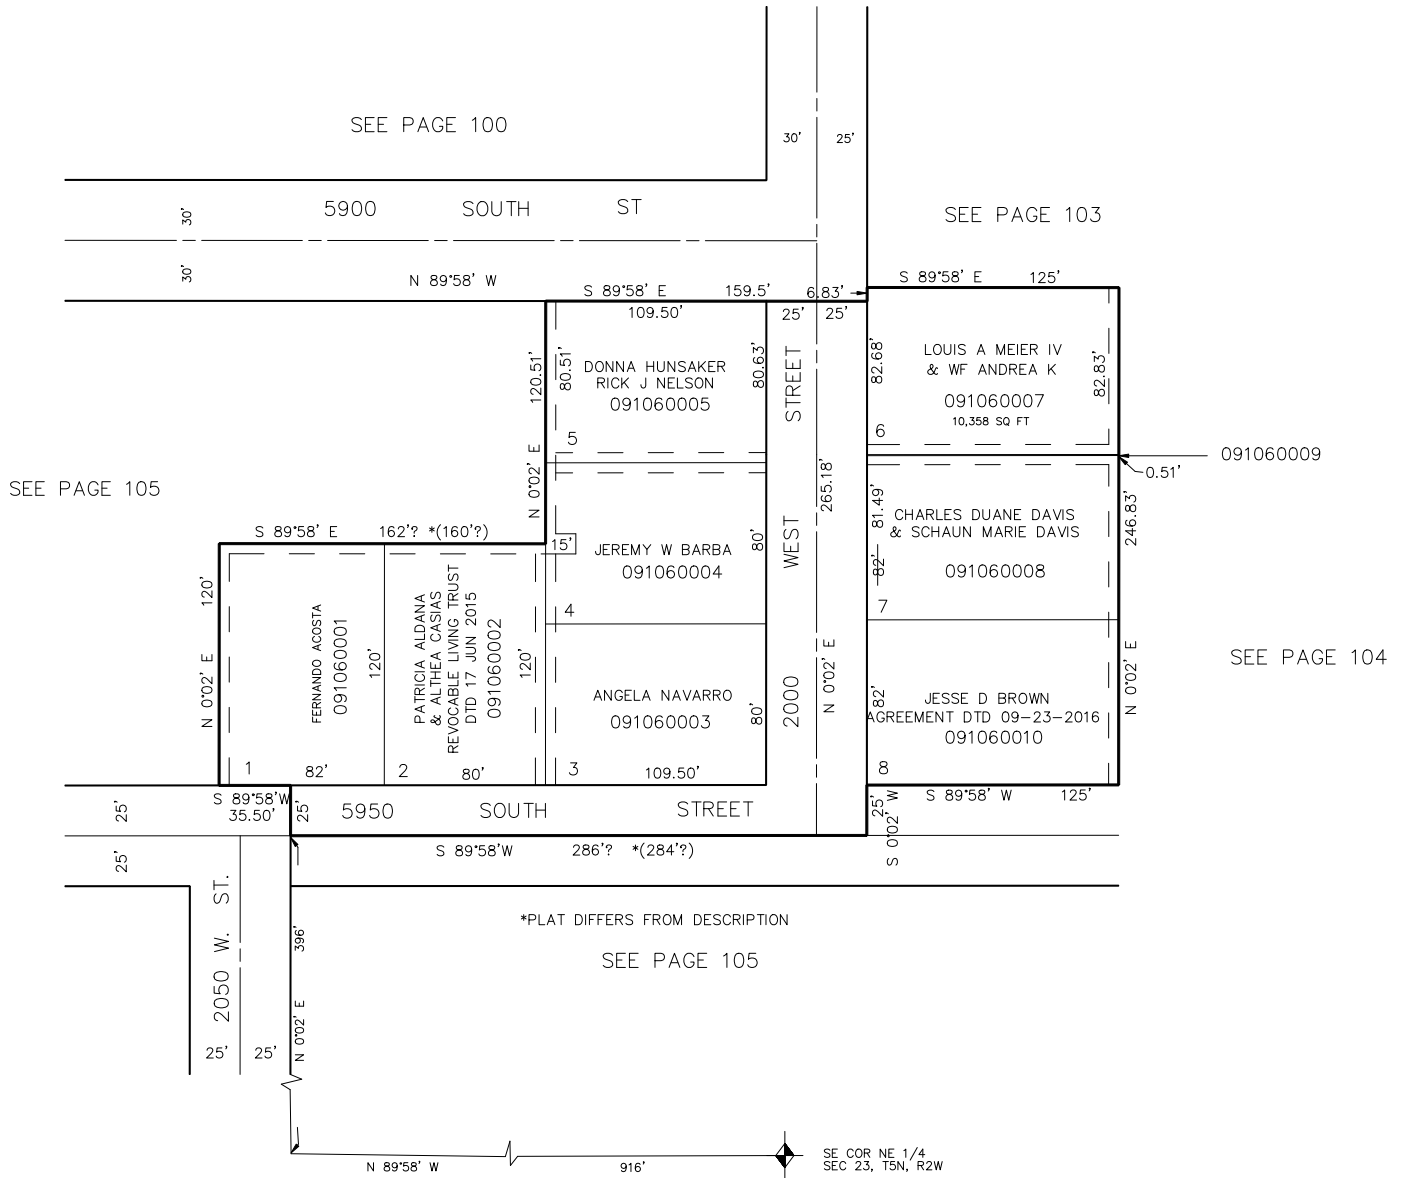 SEE PAGE 100
30'
25'
5900 SOUTH ST
30'
30'
SEE PAGE 103
N 89°58' W
S 89°58' E 159.5'
6.83'
S 89°58' E 125'
109.50'
25'
25'
DONNA HUNSAKER
RICK J NELSON
091060005
5
120.51'
N 0°02' E
80.51'
80.63'
2000 WEST STREET
265.18'
N 0°02' E
82.68'
LOUIS A MEIER IV
& WF ANDREA K
091060007
10,358 SQ FT
6
82.83'
091060009
0.51'
SEE PAGE 105
S 89°58' E 162'? *(160'?)
15'
JEREMY W BARBA
091060004
4
80'
81.49'
82'
CHARLES DUANE DAVIS
& SCHAUN MARIE DAVIS
091060008
7
246.83'
N 0°02' E
SEE PAGE 104
120'
N 0°02' E
FERNANDO ACOSTA
091060001
120'
1
82'
PATRICIA ALDANA
& ALTHEA CASIAS
REVOCABLE LIVING TRUST
DTD 17 JUN 2015
091060002
120'
2
80'
ANGELA NAVARRO
091060003
3
109.50'
80'
82'
JESSE D BROWN
AGREEMENT DTD 09-23-2016
091060010
8
S 89°58'W
35.50'
25'
25'
25'
5950 SOUTH STREET
25'
S 0°02' W
S 89°58' W 125'
S 89°58'W 286'? *(284'?)
*PLAT DIFFERS FROM DESCRIPTION
SEE PAGE 105
2050 W. ST.
25'
25'
396'
N 0°02' E
N 89°58' W
916'
SE COR NE 1/4
SEC 23, T5N, R2W